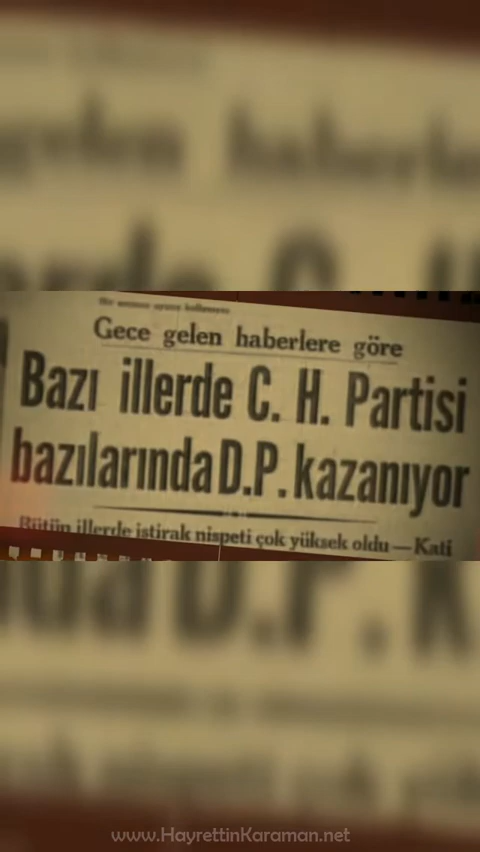 Gece gelen haberlere göre
Bazı illerde C. H. Partisi
bazılarında D.P. kazanıyor
Bütün illerde iştirak nispeti çok yüksek oldu — Kati
www.HayrettinKaraman.net